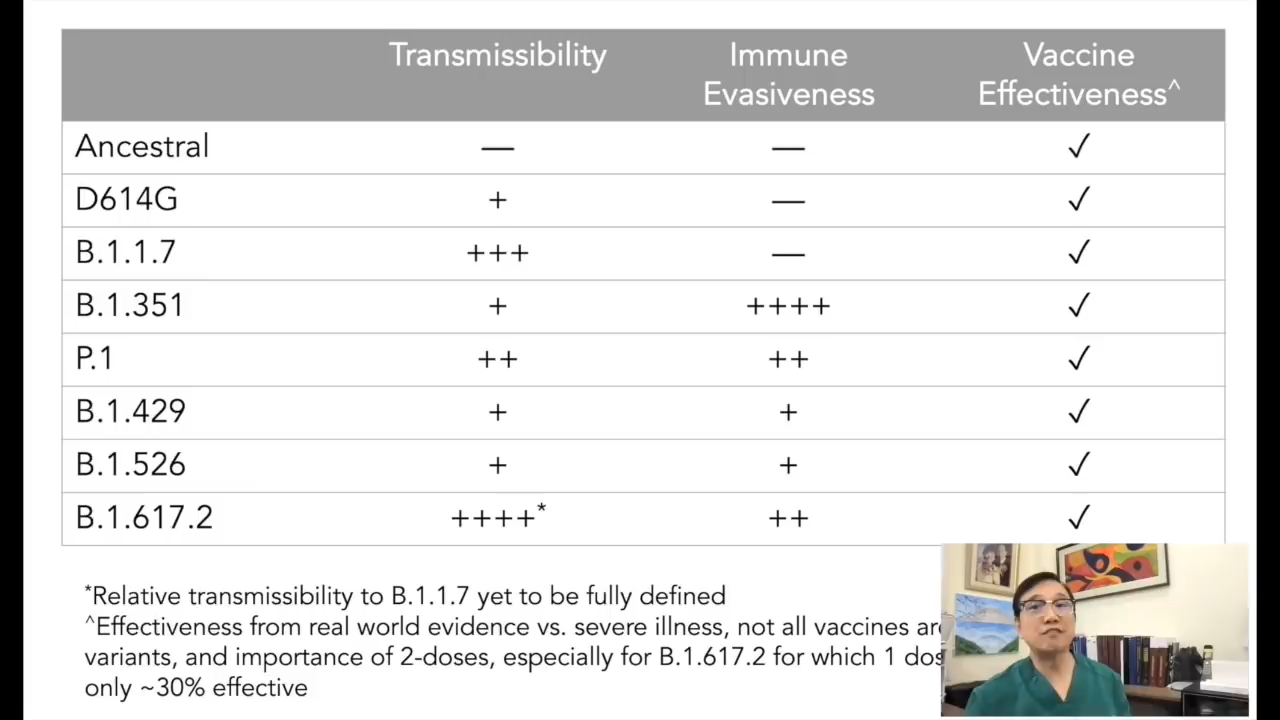 Transmissibility Immune Evasiveness Vaccine Effectiveness^
Ancestral — — ✓
D614G + — ✓
B.1.1.7 +++ — ✓
B.1.351 + ++++ ✓
P.1 ++ ++ ✓
B.1.429 + + ✓
B.1.526 + + ✓
B.1.617.2 ++++* ++ ✓
*Relative transmissibility to B.1.1.7 yet to be fully defined
^Effectiveness from real world evidence vs. severe illness, not all vaccines
variants, and importance of 2-doses, especially for B.1.617.2 for which 1
only ~30% effective